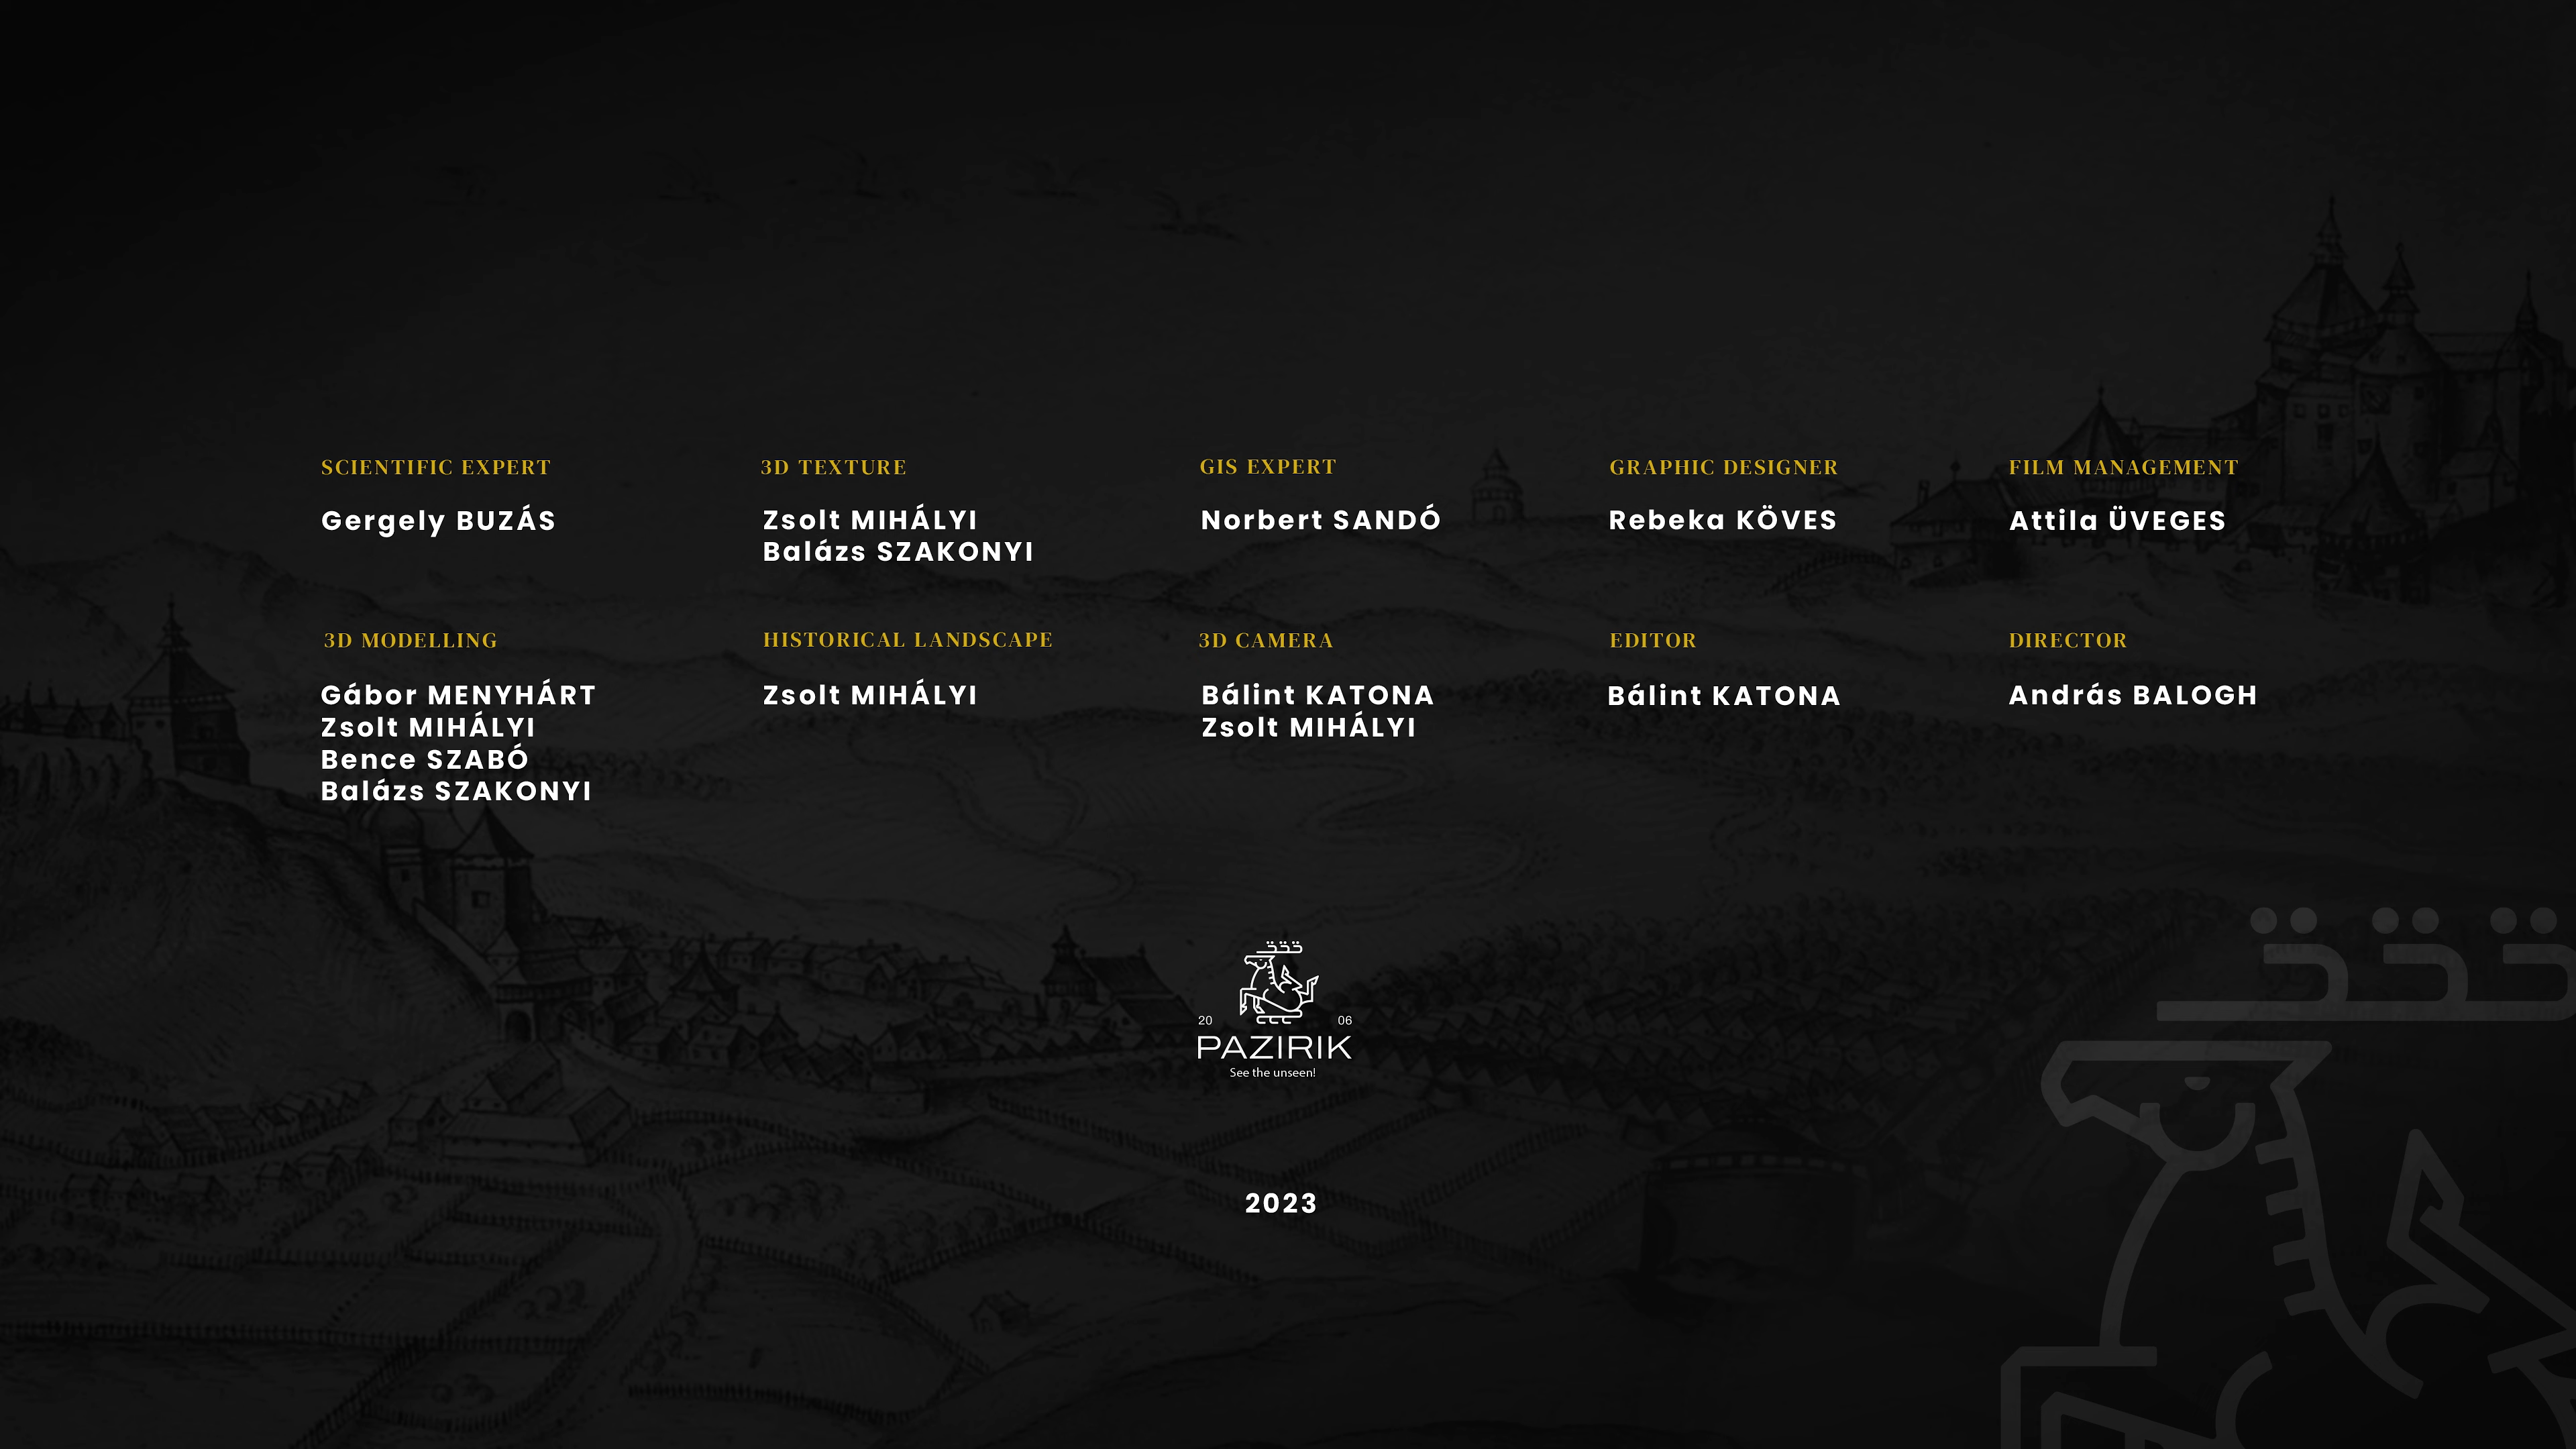 SCIENTIFIC EXPERT
Gergely BUZÁS
3D TEXTURE
Zsolt MIHÁLYI
Balázs SZAKONYI
GIS EXPERT
Norbert SANDÓ
GRAPHIC DESIGNER
Rebeka KÖVES
FILM MANAGEMENT
Attila ÜVEGES
3D MODELLING
Gábor MENYHÁRT
Zsolt MIHÁLYI
Bence SZABÓ
Balázs SZAKONYI
HISTORICAL LANDSCAPE
Zsolt MIHÁLYI
3D CAMERA
Bálint KATONA
Zsolt MIHÁLYI
EDITOR
Bálint KATONA
DIRECTOR
András BALOGH
20 06
PAZIRIK
See the unseen!
2023